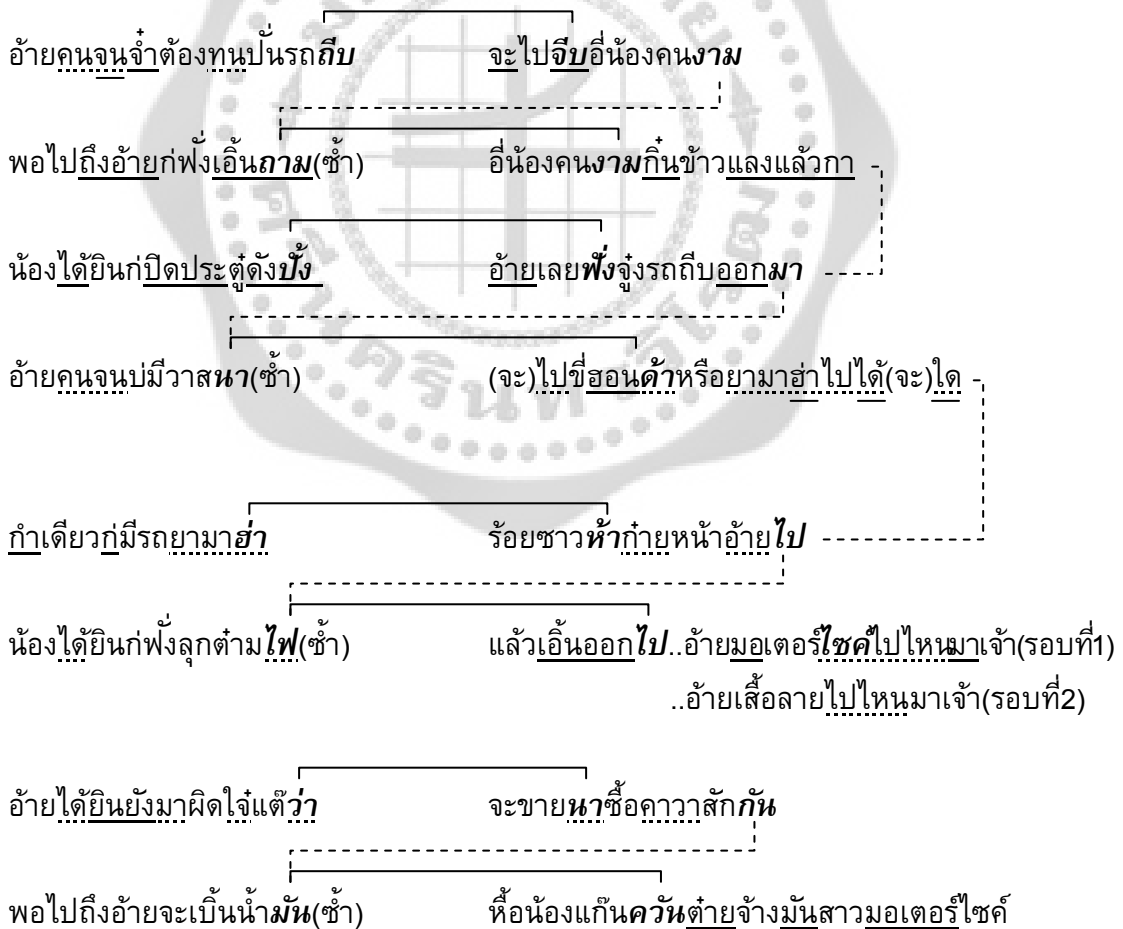 อ้ายคนจนจ๋ำต้องทนปั่นรถถีบ จะไปจีบอี่น้องคนงาม
พอไปถึงอ้ายก่ฟั่งเอิ้นถาม(ซ้ำ) อี่น้องคนงามกิ๋นข้าวแลงแล้วกา
น้องได้ยินก่ปิดประตู๋ดังปั้ง อ้ายเลยฟั่งจู๋งรถถีบออกมา
อ้ายคนจนบ่มีวาสนา(ซ้ำ) (จะ)ไปขี่ฮอนด้าหรือยามาฮ่าไปได้(จะ)ใด
กำเดียวก่มีรถยามาฮ่า ร้อยซาวห้าก๋ายหน้าอ้ายไป
น้องได้ยินก่ฟั่งลุกต๋ามไฟ(ซ้ำ) แล้วเอิ้นออกไป..อ้ายมอเตอร์ไซค์ไปไหนมาเจ้า(รอบที่1)
..อ้ายเสื้อลายไปไหนมาเจ้า(รอบที่2)
อ้ายได้ยินยังมาผิดใจ๋แต๊ว่า จะขายนาซื้อคาวาสักกัน
พอไปถึงอ้ายจะเบิ้นน้ำมัน(ซ้ำ) หื้อน้องแก๊นควันต๋ายจ้างมันสาวมอเตอร์ไซค์